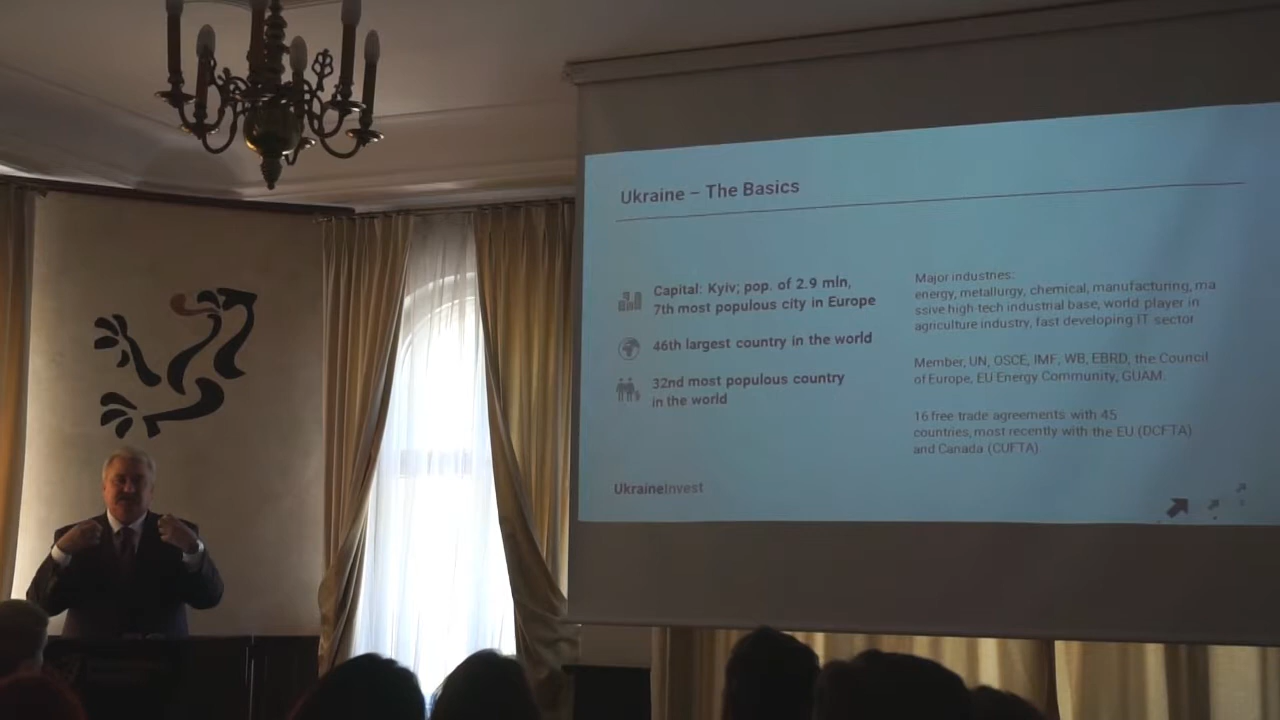 Ukraine – The Basics
Capital: Kyiv; pop. of 2.9 mln,
7th most populous city in Europe
46th largest country in the world
32nd most populous country
in the world
Major industries:
energy, metallurgy, chemical, manufacturing, ma
ssive high-tech industrial base, world player in
agriculture industry, fast developing IT sector
Member, UN, OSCE, IMF, WB, EBRD, the Council
of Europe, EU Energy Community, GUAM.
16 free trade agreements with 45
countries, most recently with the EU (DCFTA)
and Canada (CUFTA)
UkraineInvest